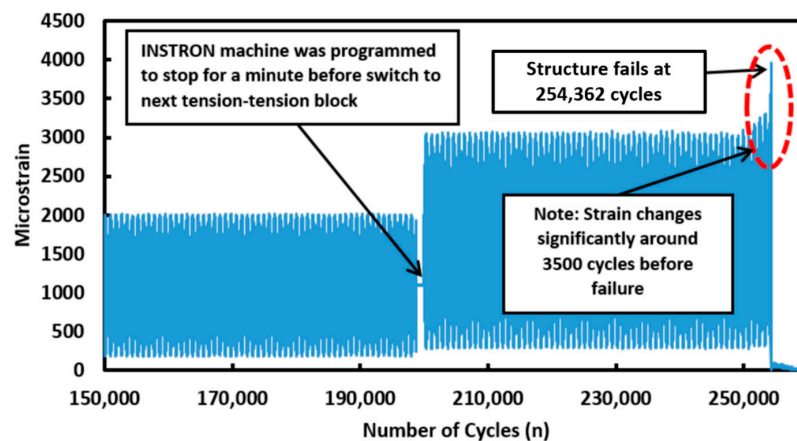 4500
4000
3500
3000
2500
2000
1500
1000
500
0
Microstrain
INSTRON machine was programmed
to stop for a minute before switch to
next tension-tension block
Structure fails at
254,362 cycles
Note: Strain changes
significantly around
3500 cycles before
failure
150,000 170,000 190,000 210,000 230,000 250,000
Number of Cycles (n)